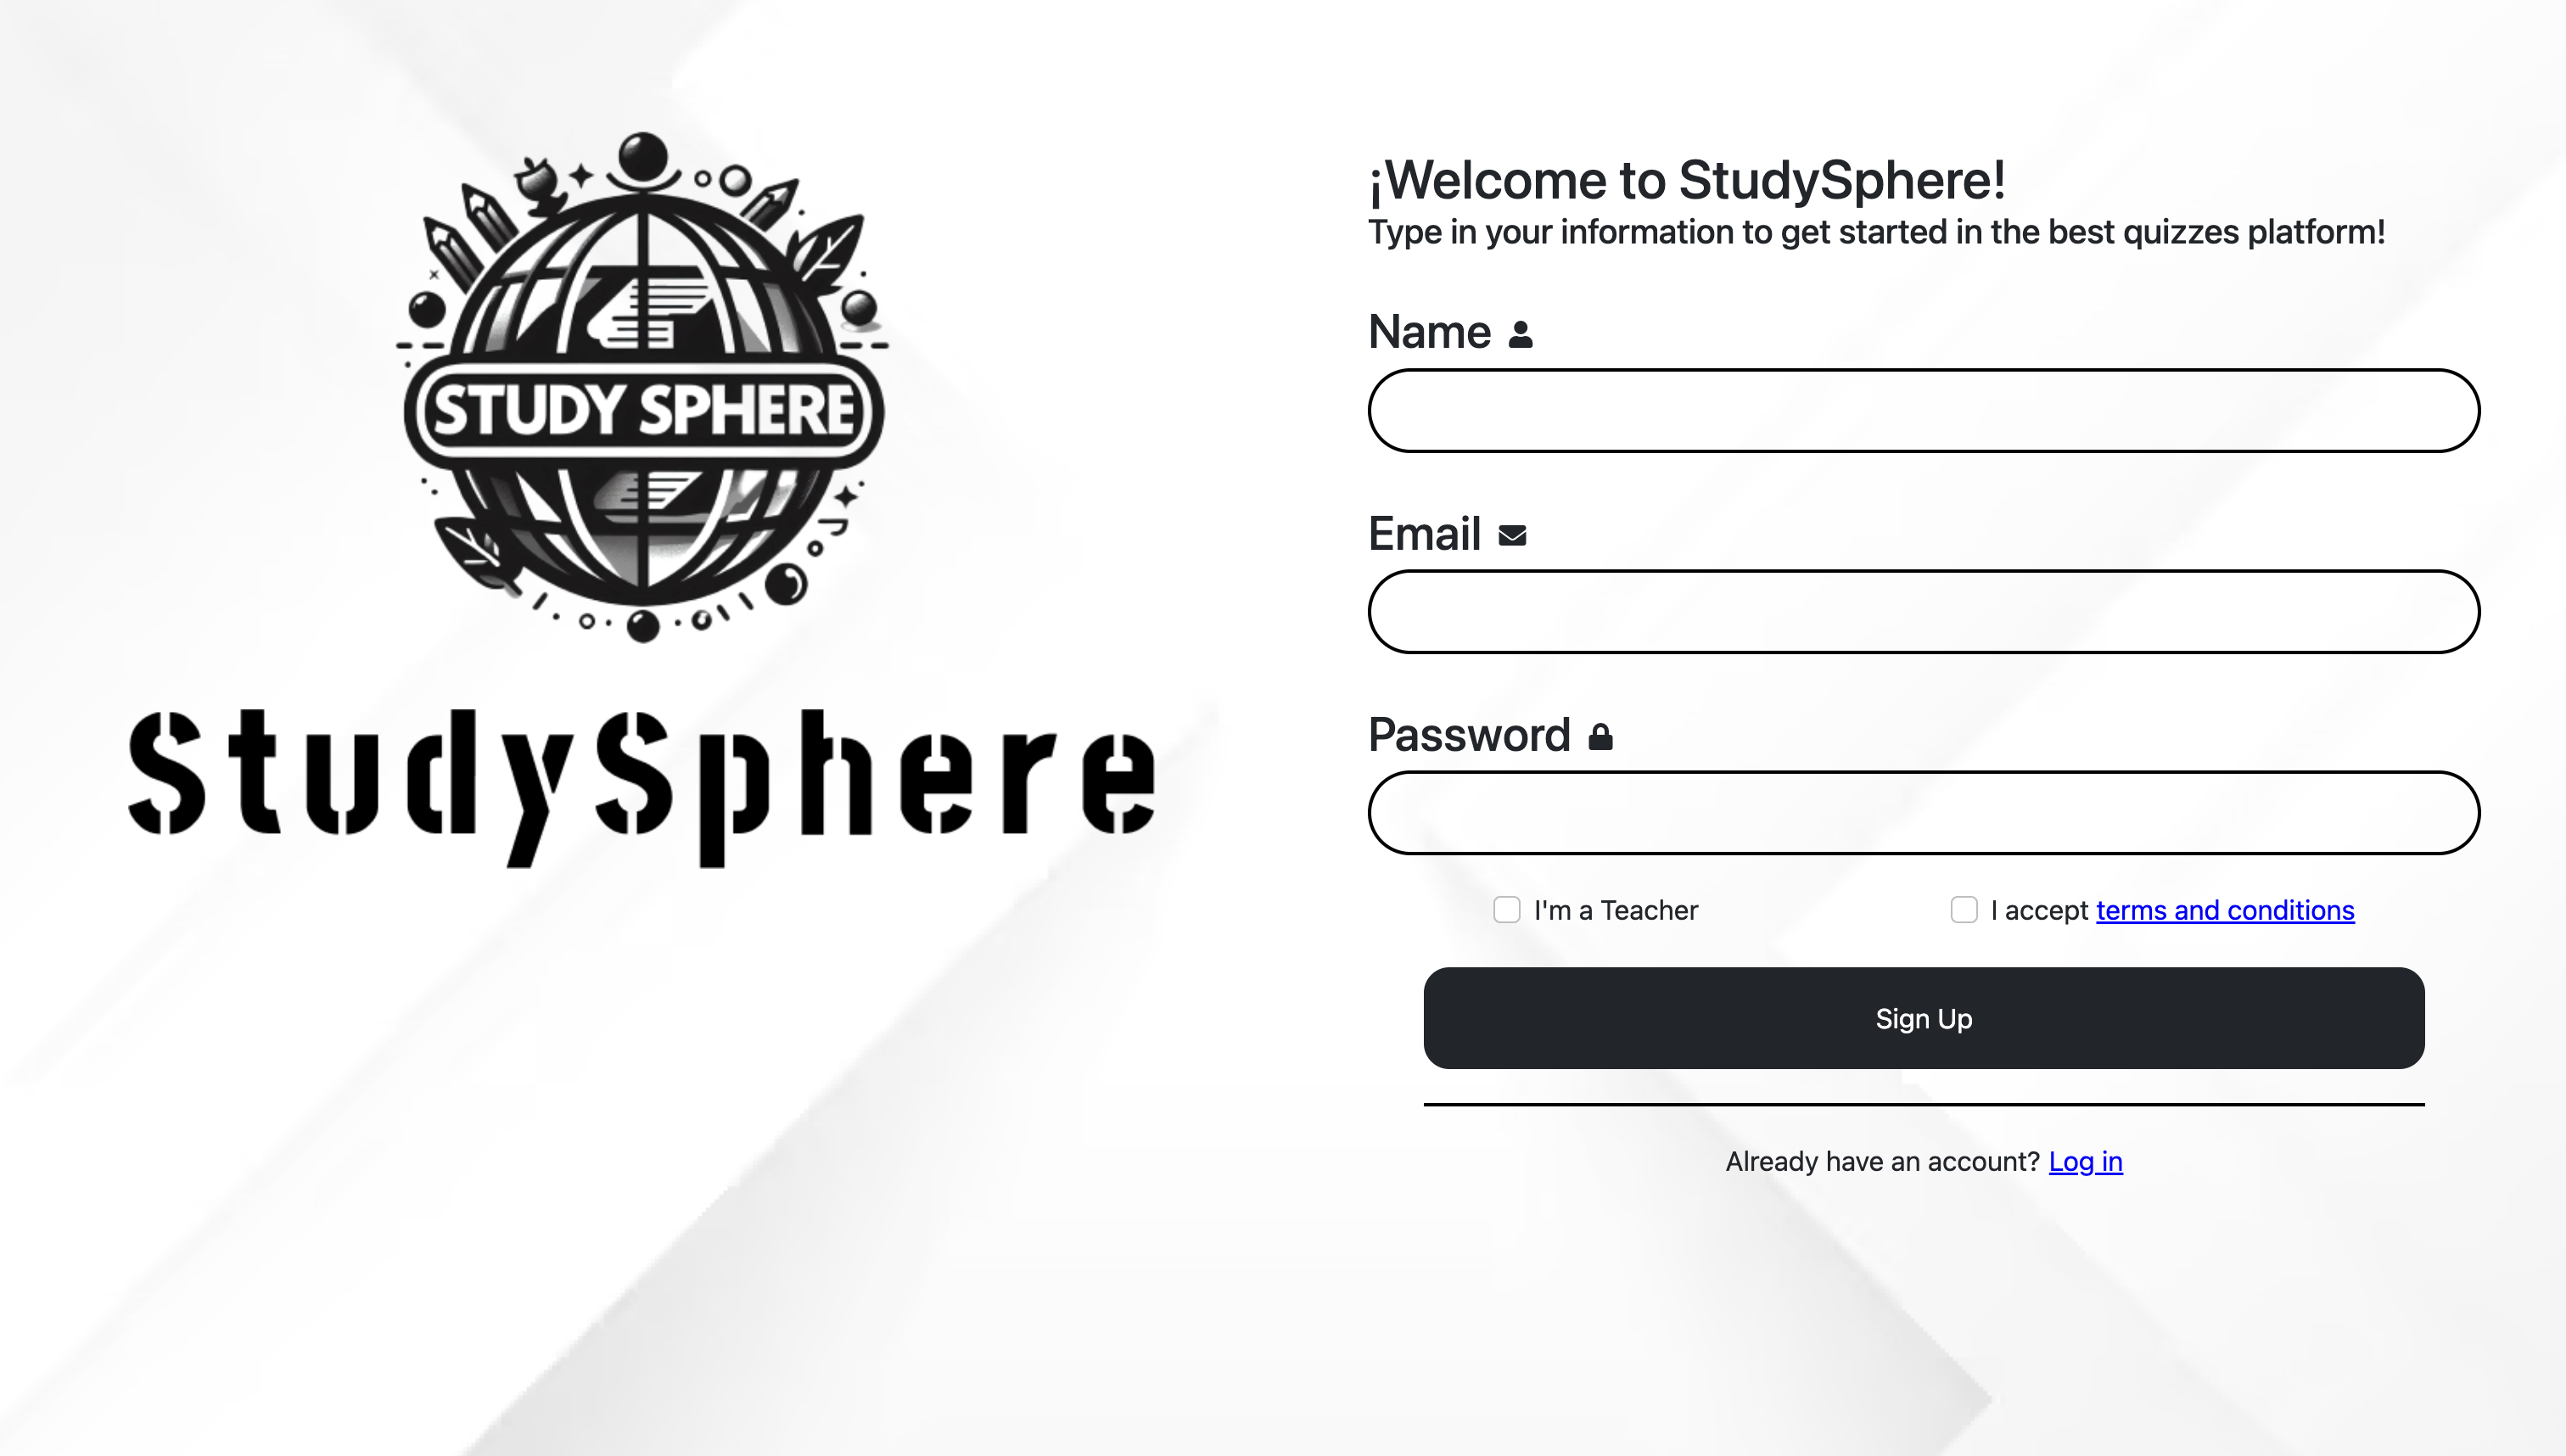 STUDY SPHERE
StudySphere
¡Welcome to StudySphere!
Type in your information to get started in the best quizzes platform!
Name
Email
Password
I'm a Teacher
I accept terms and conditions
Sign Up
Already have an account? Log in